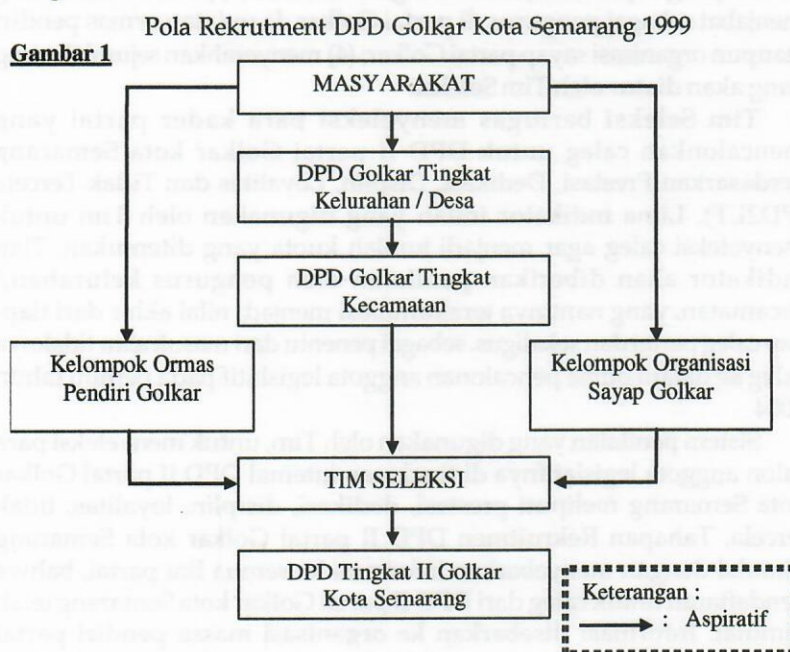 Pola Rekrutment DPD Golkar Kota Semarang 1999
Gambar 1
MASYARAKAT
DPD Golkar Tingkat
Kelurahan / Desa
DPD Golkar Tingkat
Kecamatan
Kelompok Ormas
Pendiri Golkar
Kelompok Organisasi
Sayap Golkar
TIM SELEKSI
DPD Tingkat II Golkar
Kota Semarang
Keterangan :
: Aspiratif